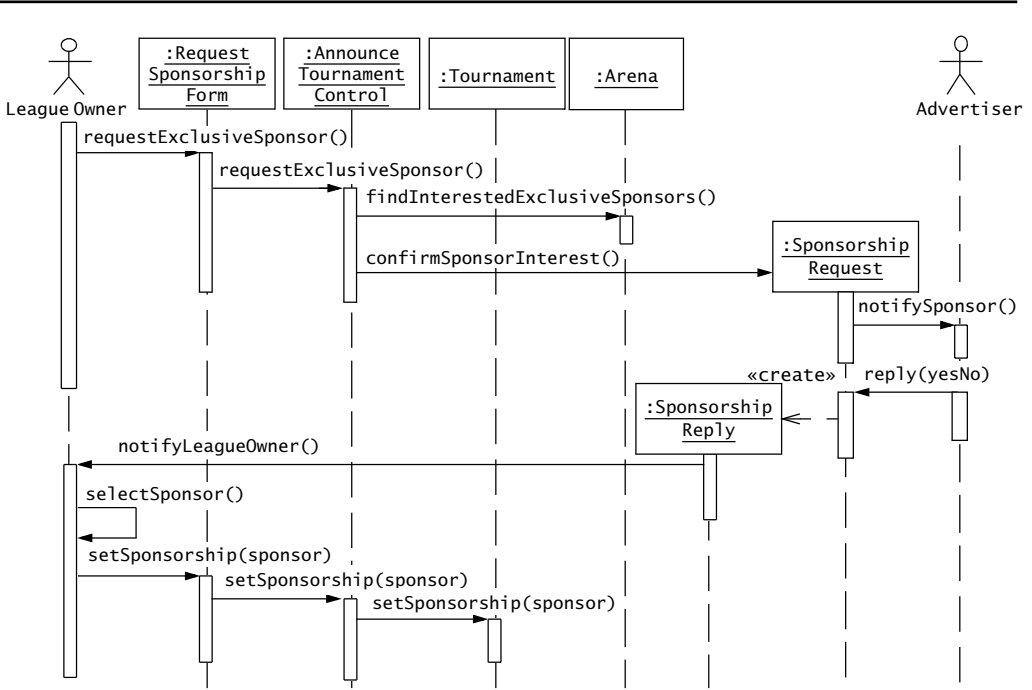 :Request
Sponsorship
Form
:Announce
Tournament
Control
:Tournament
:Arena
League Owner
Advertiser
requestExclusiveSponsor()
requestExclusiveSponsor()
findInterestedExclusiveSponsors()
:Sponsorship
Request
confirmSponsorInterest()
notifySponsor()
«create»
reply(yesNo)
:Sponsorship
Reply
notifyLeagueOwner()
selectSponsor()
setSponsorship(sponsor)
setSponsorship(sponsor)
setSponsorship(sponsor)